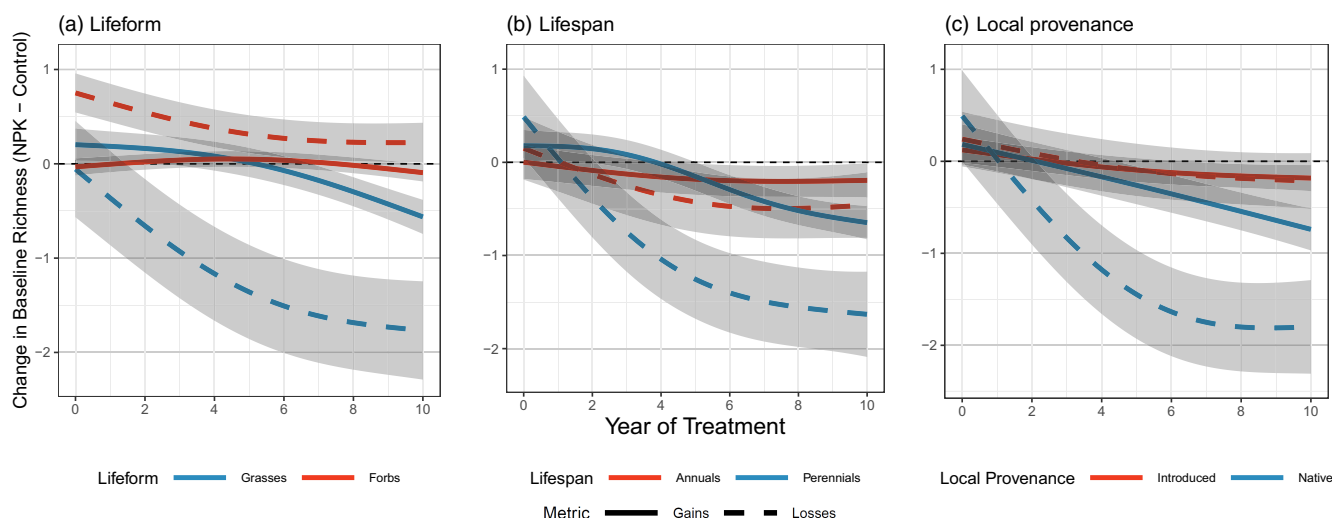 (a) Lifeform
(b) Lifespan
(c) Local provenance
Change in Baseline Richness (NPK − Control)
1
0
−1
−2
0 2 4 6 8 10
1
0
−1
−2
0 2 4 6 8 10
1
0
−1
−2
0 2 4 6 8 10
Year of Treatment
Lifeform Grasses Forbs
Lifespan Annuals Perennials
Local Provenance Introduced Native
Metric Gains Losses